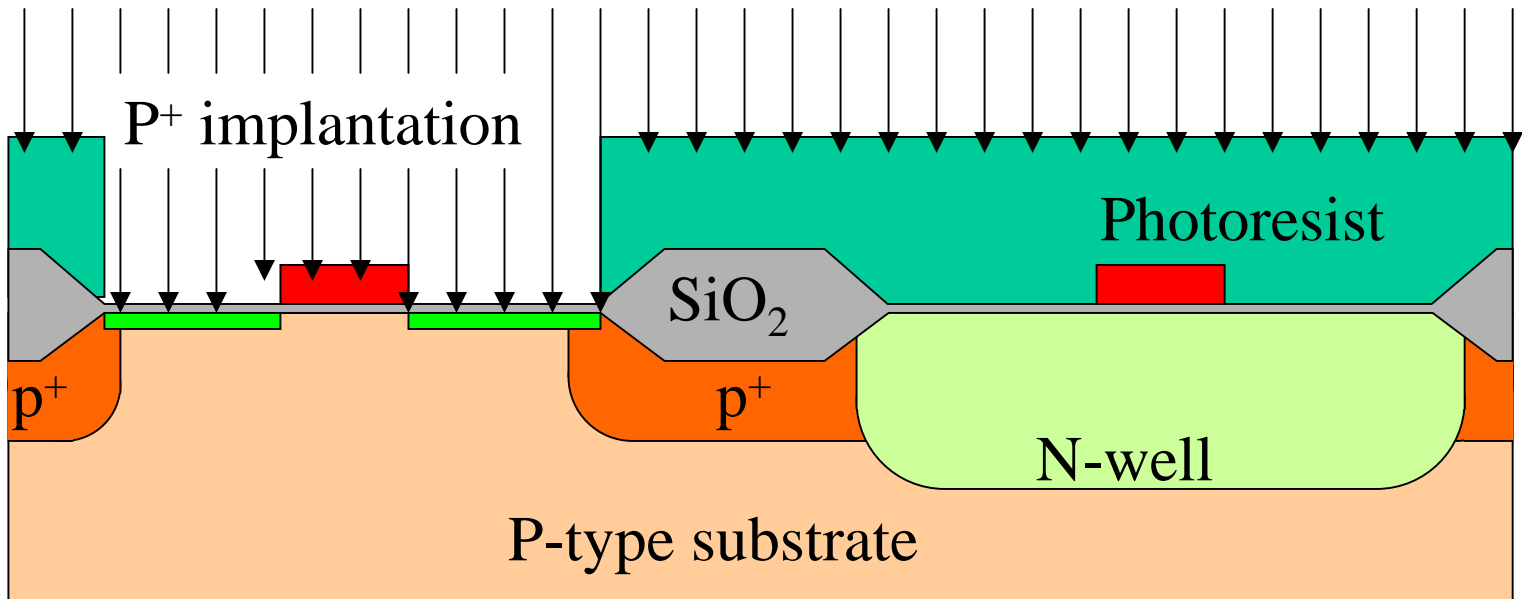 P⁺ implantation
Photoresist
SiO₂
p⁺
p⁺
N-well
P-type substrate